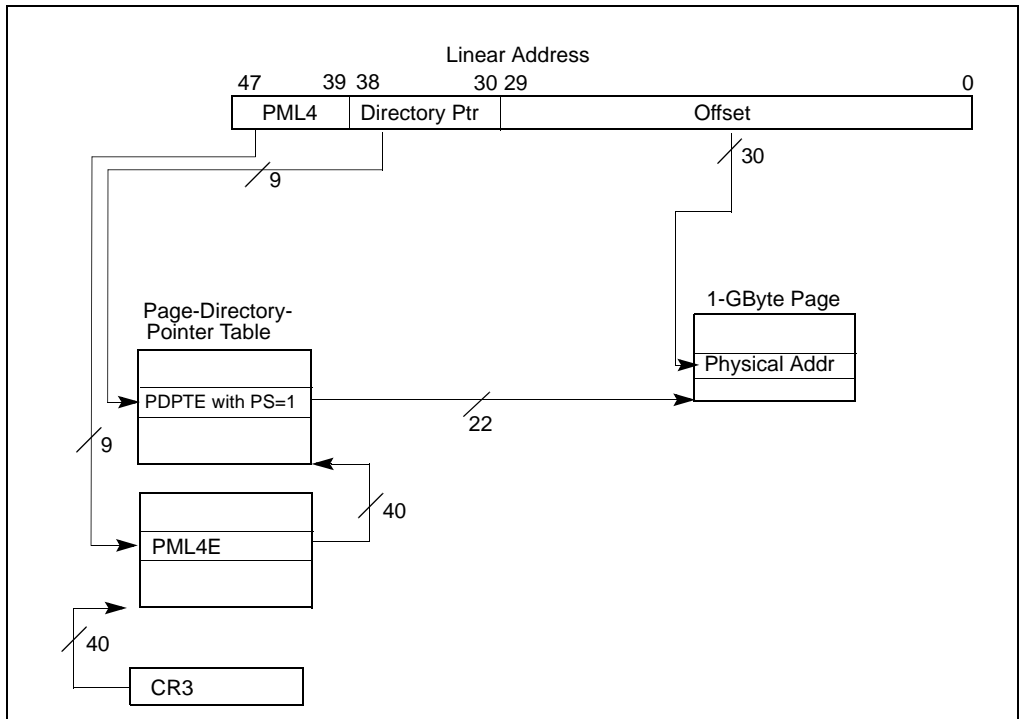 Linear Address
47 39 38 30 29 0
PML4 Directory Ptr Offset
9 30
1-GByte Page
Page-Directory-
Pointer Table
Physical Addr
PDPTE with PS=1
22
9
40
PML4E
40
CR3